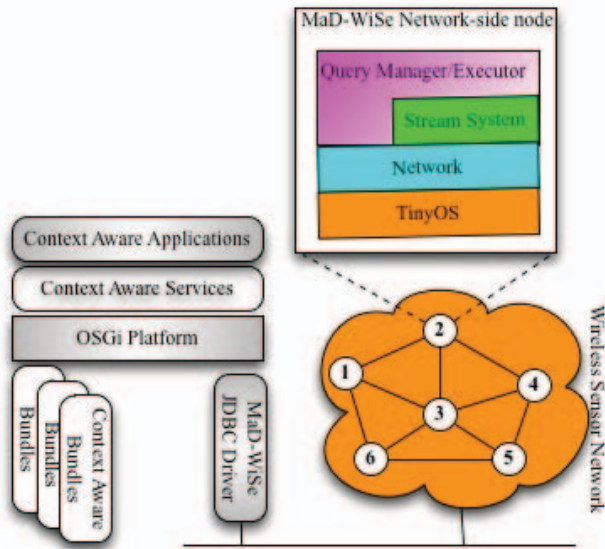 MaD-WiSe Network-side node
Query Manager/Executor
Stream System
Network
TinyOS
Context Aware Applications
Context Aware Services
OSGi Platform
Bundles
Bundles
Context Aware
Bundles
MaD-WiSe
JDBC Driver
1
2
3
4
5
6
Wireless Sensor Network